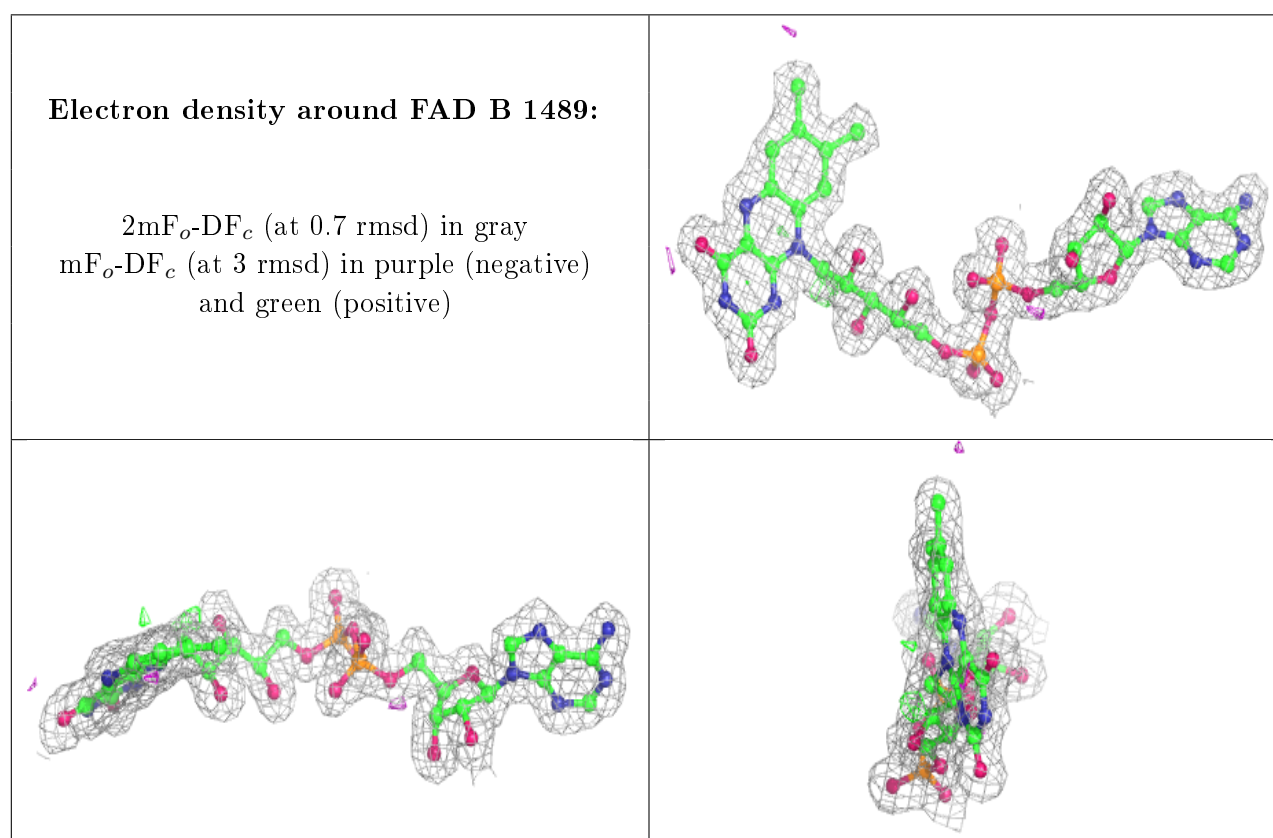 Electron density around FAD B 1489:
2mFo-DFc (at 0.7 rmsd) in gray
mFo-DFc (at 3 rmsd) in purple (negative)
and green (positive)